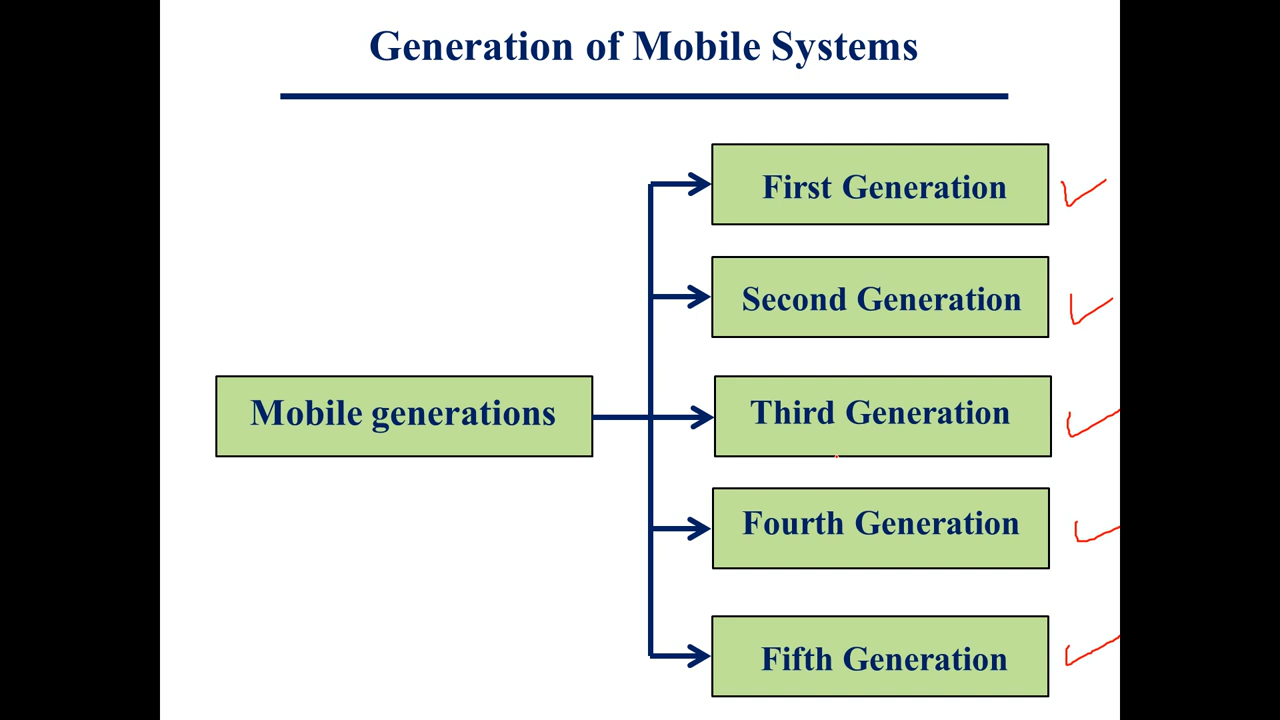 Generation of Mobile Systems
First Generation
Second Generation
Mobile generations
Third Generation
Fourth Generation
Fifth Generation